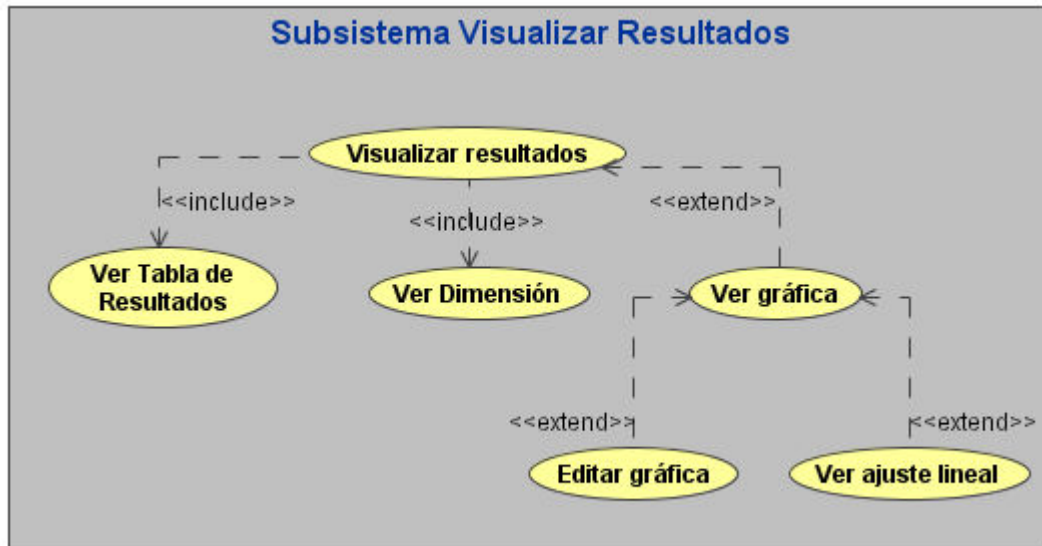 Subsistema Visualizar Resultados
Visualizar resultados
<<include>>
<<include>>
<<extend>>
Ver Tabla de
Resultados
Ver Dimensión
Ver gráfica
<<extend>>
<<extend>>
Editar gráfica
Ver ajuste lineal